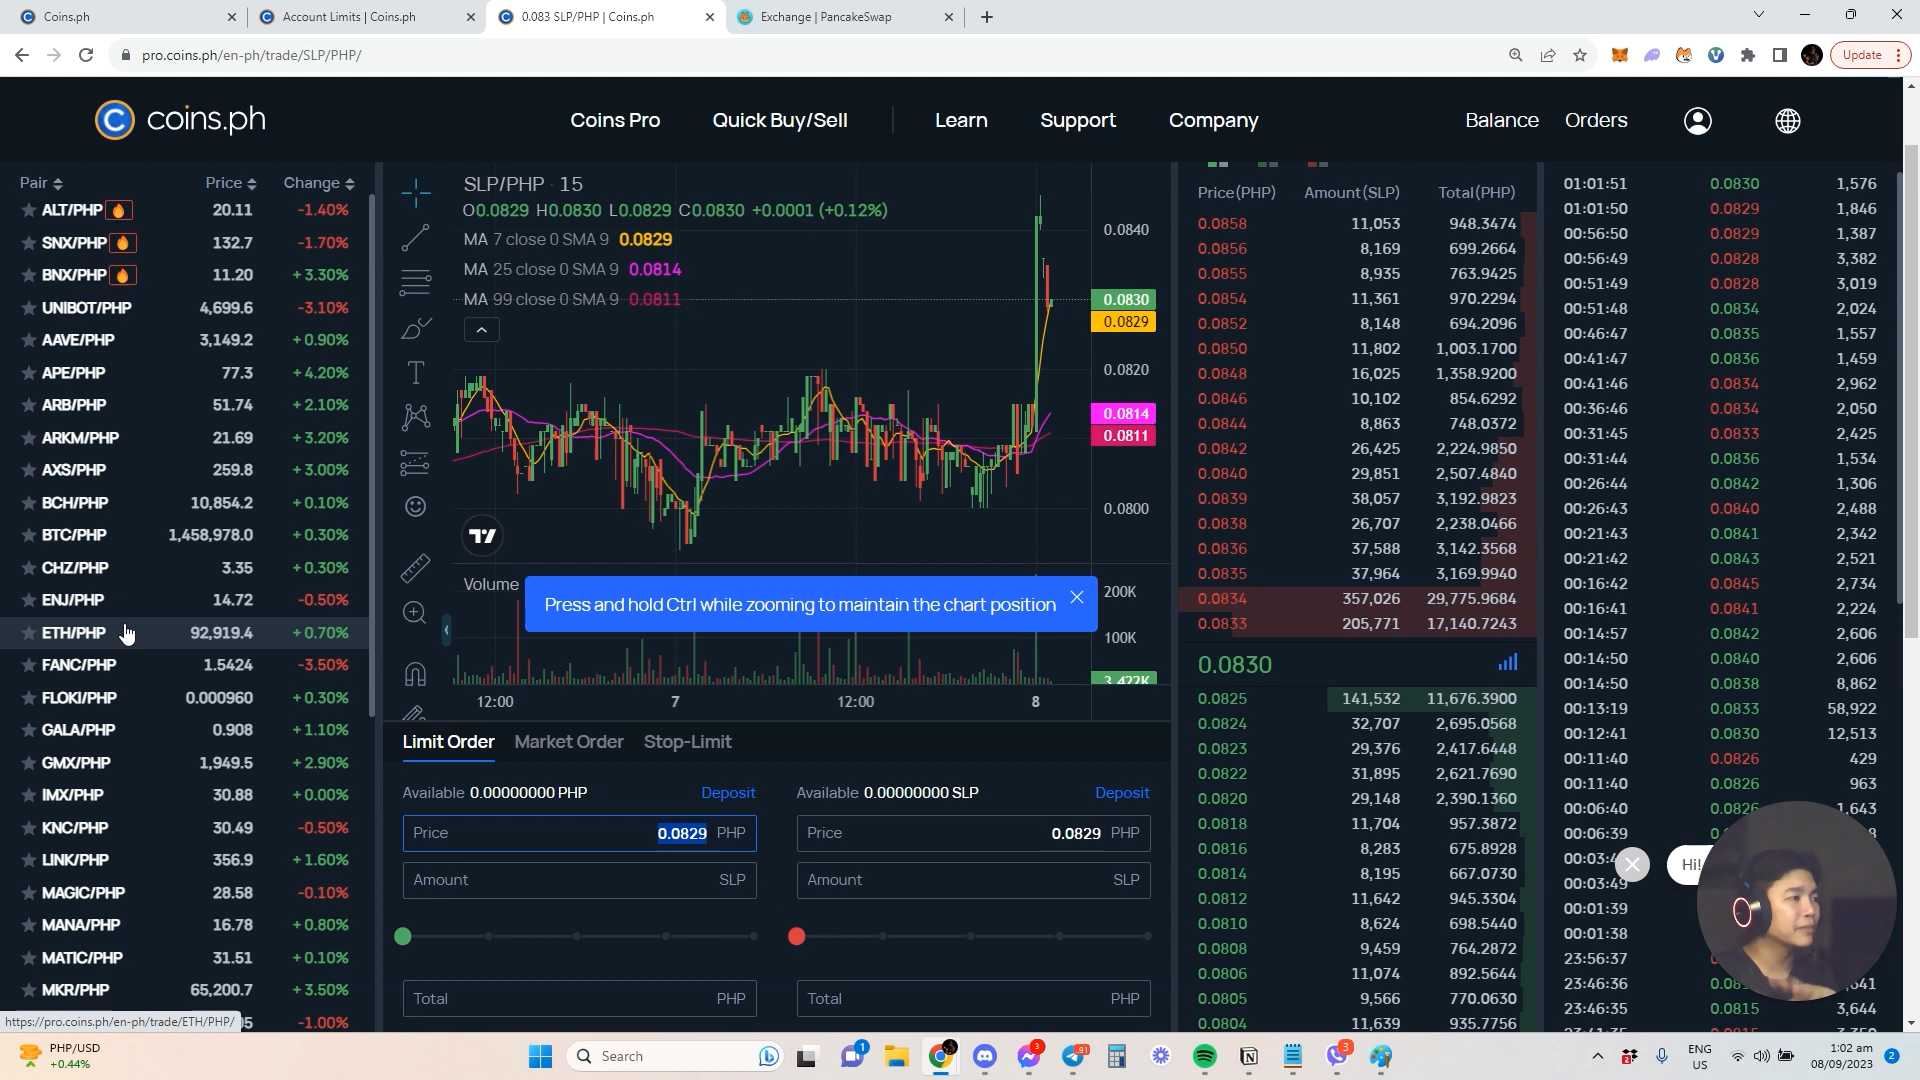 Coins.ph
Account Limits | Coins.ph
0.083 SLP/PHP | Coins.ph
Exchange | PancakeSwap
pro.coins.ph/en-ph/trade/SLP/PHP/
Update
coins.ph
Coins Pro
Quick Buy/Sell
Learn
Support
Company
Balance
Orders
Pair Price Change
ALT/PHP 20.11 -1.40%
SNX/PHP 132.7 -1.70%
BNX/PHP 11.20 +3.30%
UNIBOT/PHP 4,699.6 -3.10%
AAVE/PHP 3,149.2 +0.90%
APE/PHP 77.3 +4.20%
ARB/PHP 51.74 +2.10%
ARKM/PHP 21.69 +3.20%
AXS/PHP 259.8 +3.00%
BCH/PHP 10,854.2 +0.10%
BTC/PHP 1,458,978.0 +0.30%
CHZ/PHP 3.35 +0.30%
ENJ/PHP 14.72 -0.50%
ETH/PHP 92,919.4 +0.70%
FANC/PHP 1.5424 -3.50%
FLOKI/PHP 0.000960 +0.30%
GALA/PHP 0.908 +1.10%
GMX/PHP 1,949.5 +2.90%
IMX/PHP 30.88 +0.00%
KNC/PHP 30.49 -0.50%
LINK/PHP 356.9 +1.60%
MAGIC/PHP 28.58 -0.10%
MANA/PHP 16.78 +0.80%
MATIC/PHP 31.51 +0.10%
MKR/PHP 65,200.7 +3.50%
-1.00%
https://pro.coins.ph/en-ph/trade/ETH/PHP/
SLP/PHP · 15
O0.0829 H0.0830 L0.0829 C0.0830 +0.0001 (+0.12%)
MA 7 close 0 SMA 9 0.0829
MA 25 close 0 SMA 9 0.0814
MA 99 close 0 SMA 9 0.0811
0.0840
0.0830
0.0829
0.0820
0.0814
0.0811
0.0800
Volume
Press and hold Ctrl while zooming to maintain the chart position
200K
100K
3.422K
12:00 7 12:00 8
Limit Order Market Order Stop-Limit
Available 0.00000000 PHP Deposit
Price 0.0829 PHP
Amount SLP
Total PHP
Available 0.00000000 SLP Deposit
Price 0.0829 PHP
Amount SLP
Total PHP
Price(PHP) Amount(SLP) Total(PHP)
0.0858 11,053 948.3474
0.0856 8,169 699.2664
0.0855 8,935 763.9425
0.0854 11,361 970.2294
0.0852 8,148 694.2096
0.0850 11,802 1,003.1700
0.0848 16,025 1,358.9200
0.0846 10,102 854.6292
0.0844 8,863 748.0372
0.0842 26,425 2,224.9850
0.0840 29,851 2,507.4840
0.0839 38,057 3,192.9823
0.0838 26,707 2,238.0466
0.0836 37,588 3,142.3568
0.0835 37,964 3,169.9940
0.0834 357,026 29,775.9684
0.0833 205,771 17,140.7243
0.0830
0.0825 141,532 11,676.3900
0.0824 32,707 2,695.0568
0.0823 29,376 2,417.6448
0.0822 31,895 2,621.7690
0.0820 29,148 2,390.1360
0.0818 11,704 957.3872
0.0816 8,283 675.8928
0.0814 8,195 667.0730
0.0812 11,642 945.3304
0.0810 8,624 698.5440
0.0808 9,459 764.2872
0.0806 11,074 892.5644
0.0805 9,566 770.0630
0.0804 11,639 935.7756
01:01:51 0.0830 1,576
01:01:50 0.0829 1,846
00:56:50 0.0829 1,387
00:56:49 0.0828 3,382
00:51:49 0.0828 3,019
00:51:48 0.0834 2,024
00:46:47 0.0835 1,557
00:41:47 0.0836 1,459
00:41:46 0.0834 2,962
00:36:46 0.0834 2,050
00:31:45 0.0833 2,425
00:31:44 0.0836 1,534
00:26:44 0.0842 1,306
00:26:43 0.0840 2,488
00:21:43 0.0841 2,342
00:21:42 0.0843 2,521
00:16:42 0.0845 2,734
00:16:41 0.0841 2,224
00:14:57 0.0842 2,606
00:14:50 0.0840 2,606
00:14:50 0.0838 8,862
00:13:19 0.0833 58,922
00:12:41 0.0830 12,513
00:11:40 0.0826 429
00:11:40 0.0826 963
00:06:40 0.0826 1,643
00:06:39
Hi!
00:03:49
00:01:39
00:01:38
23:56:37
23:46:36
23:46:35 0.0815 3,644
PHP/USD
+0.44%
Search
1
3
91
3
ENG
US
1:02 am
08/09/2023
2